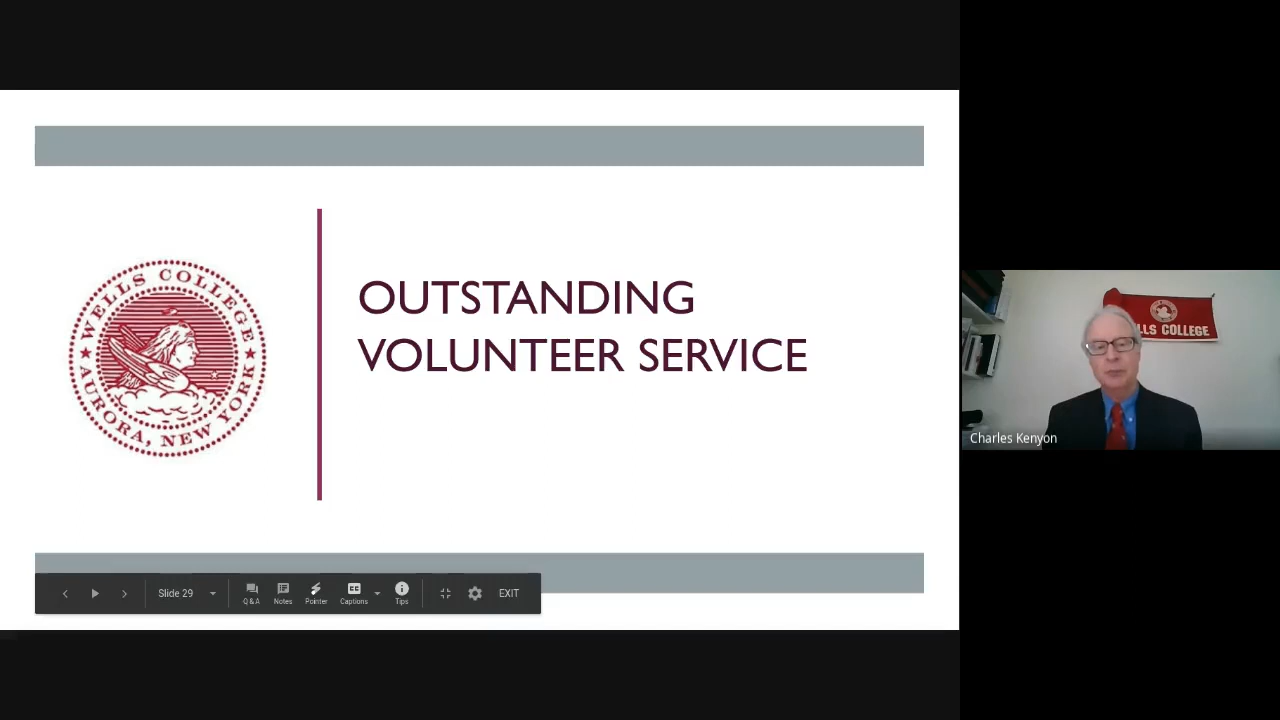 WELLS COLLEGE
AURORA, NEW YORK
OUTSTANDING
VOLUNTEER SERVICE
LLS COLLEGE
Charles Kenyon
Slide 29
Q & A
Notes
Pointer
Captions
Tips
EXIT